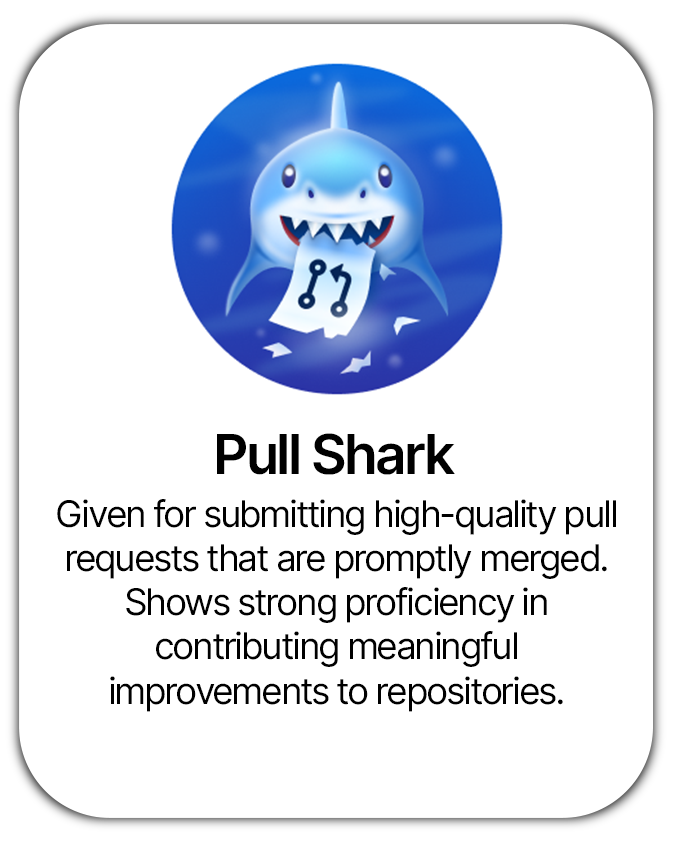 Pull Shark
Given for submitting high-quality pull
requests that are promptly merged.
Shows strong proficiency in
contributing meaningful
improvements to repositories.